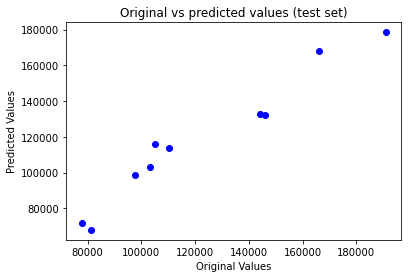 Original vs predicted values (test set)
180000
160000
140000
120000
100000
80000
Predicted Values
80000 100000 120000 140000 160000 180000
Original Values